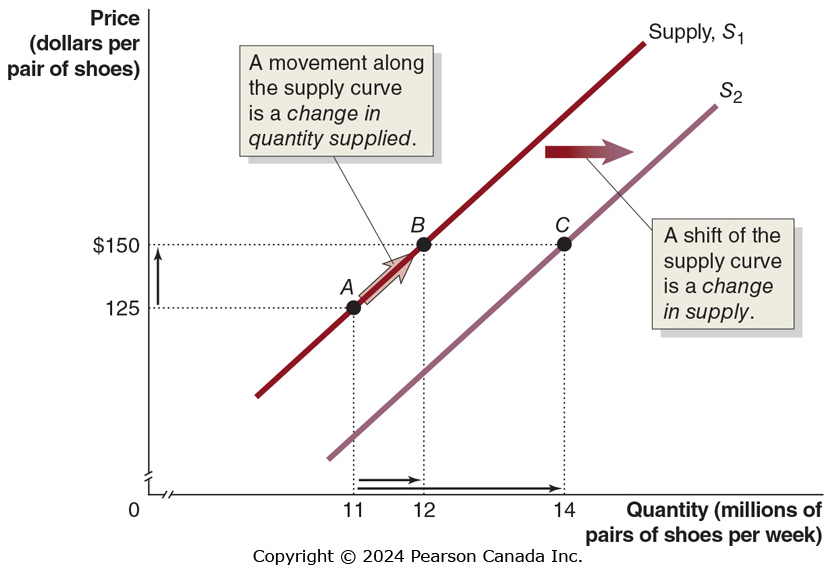 Price
(dollars per
pair of shoes)
Supply, S1
S2
A movement along
the supply curve
is a change in
quantity supplied.
B
C
A
$150
125
A shift of the
supply curve
is a change
in supply.
0
11
12
14
Quantity (millions of
pairs of shoes per week)
Copyright © 2024 Pearson Canada Inc.